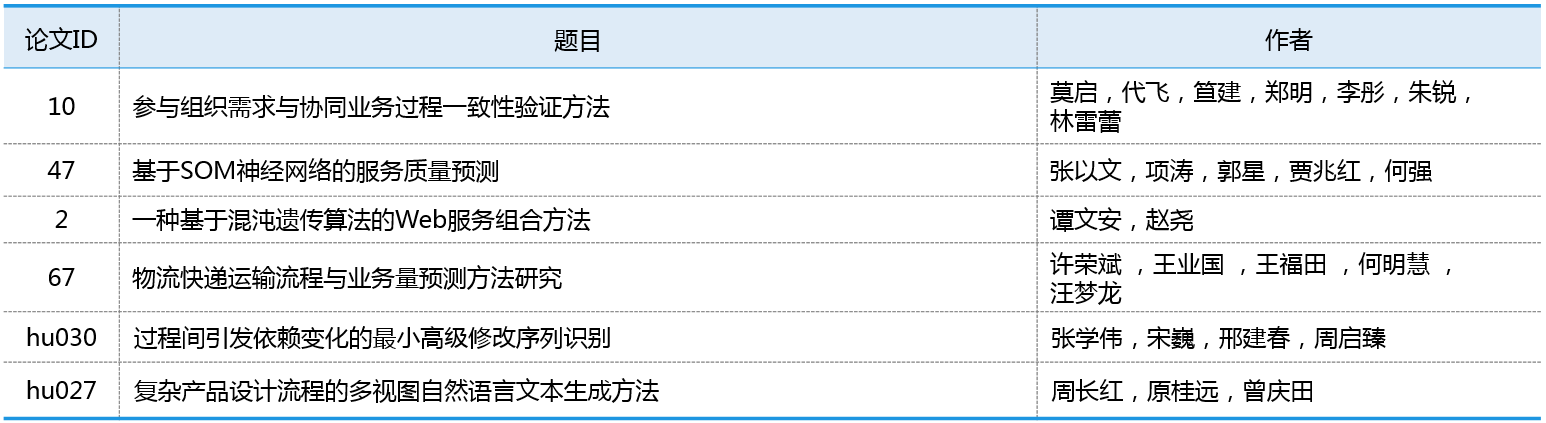 论文ID 题目 作者
10 参与组织需求与协同业务过程一致性验证方法 莫启，代飞，笪建，郑明，李彤，朱锐，
林雷蕾
47 基于SOM神经网络的服务质量预测 张以文，项涛，郭星，贾兆红，何强
2 一种基于混沌遗传算法的Web服务组合方法 谭文安，赵尧
67 物流快递运输流程与业务量预测方法研究 许荣斌 ，王业国 ，王福田 ，何明慧 ，
汪梦龙
hu030 过程间引发依赖变化的最小高级修改序列识别 张学伟，宋巍，邢建春，周启臻
hu027 复杂产品设计流程的多视图自然语言文本生成方法 周长红，原桂远，曾庆田